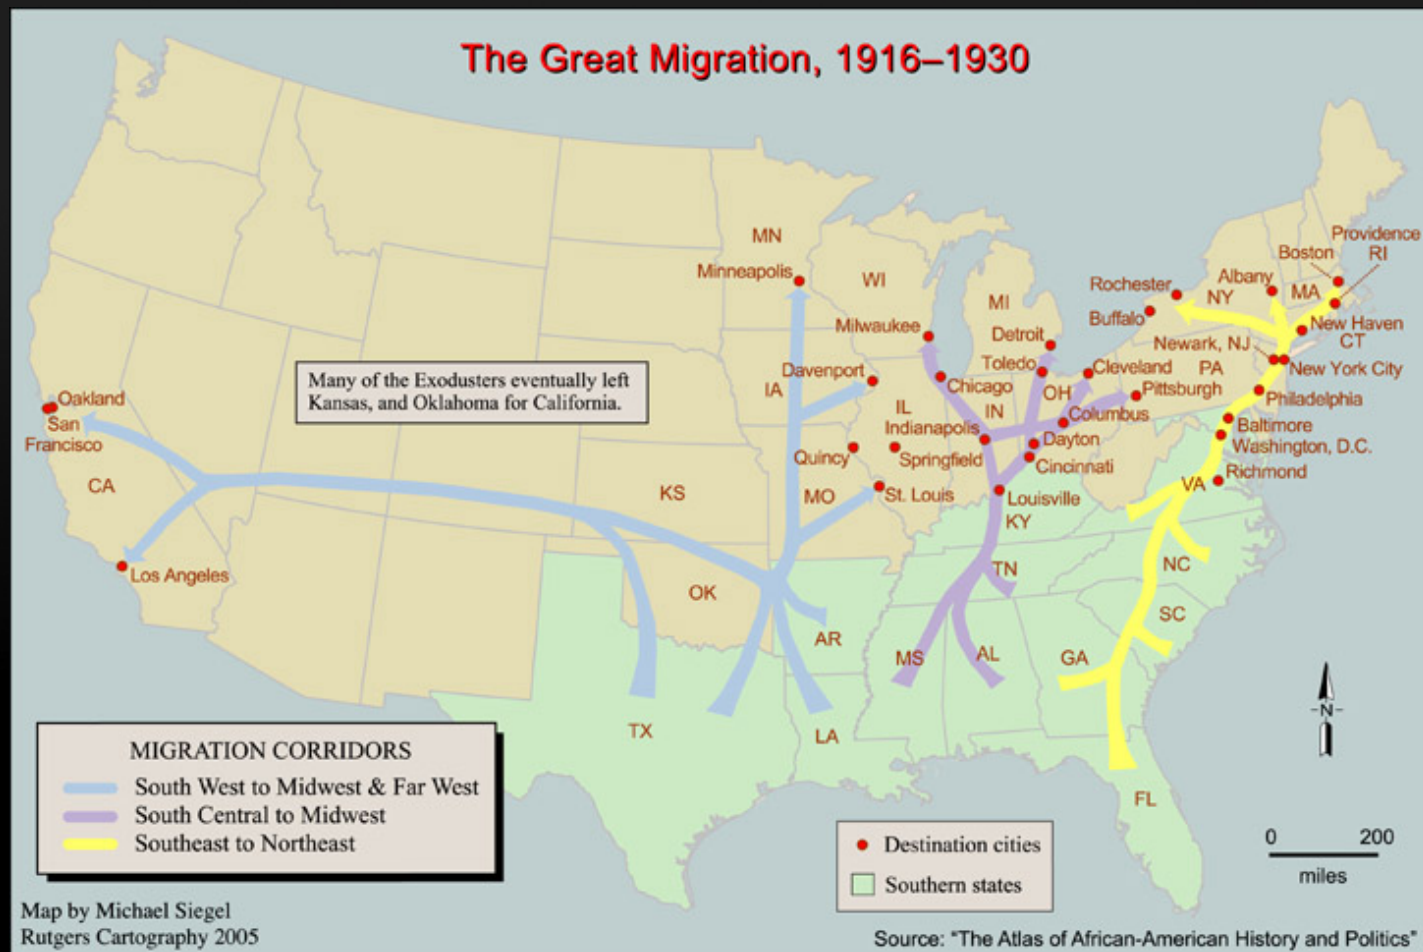 The Great Migration, 1916–1930
Providence
RI
Boston
MN
Minneapolis
WI
Rochester
Albany
NY
MA
MI
Buffalo
Milwaukee
Detroit
New Haven
CT
Newark, NJ
Toledo
Cleveland
PA
New York City
Many of the Exodusters eventually left
Kansas, and Oklahoma for California.
Davenport
IA
Chicago
Pittsburgh
OH
Philadelphia
Oakland
San
Francisco
IL
IN
Columbus
Indianapolis
Baltimore
Dayton
Washington, D.C.
Quincy
Springfield
Cincinnati
Richmond
CA
KS
MO
St. Louis
Louisville
VA
KY
Los Angeles
TN
NC
OK
SC
AR
MS
AL
GA
-N-
TX
LA
FL
MIGRATION CORRIDORS
South West to Midwest & Far West
South Central to Midwest
Southeast to Northeast
Destination cities
Southern states
0 200
miles
Map by Michael Siegel
Rutgers Cartography 2005
Source: "The Atlas of African-American History and Politics"